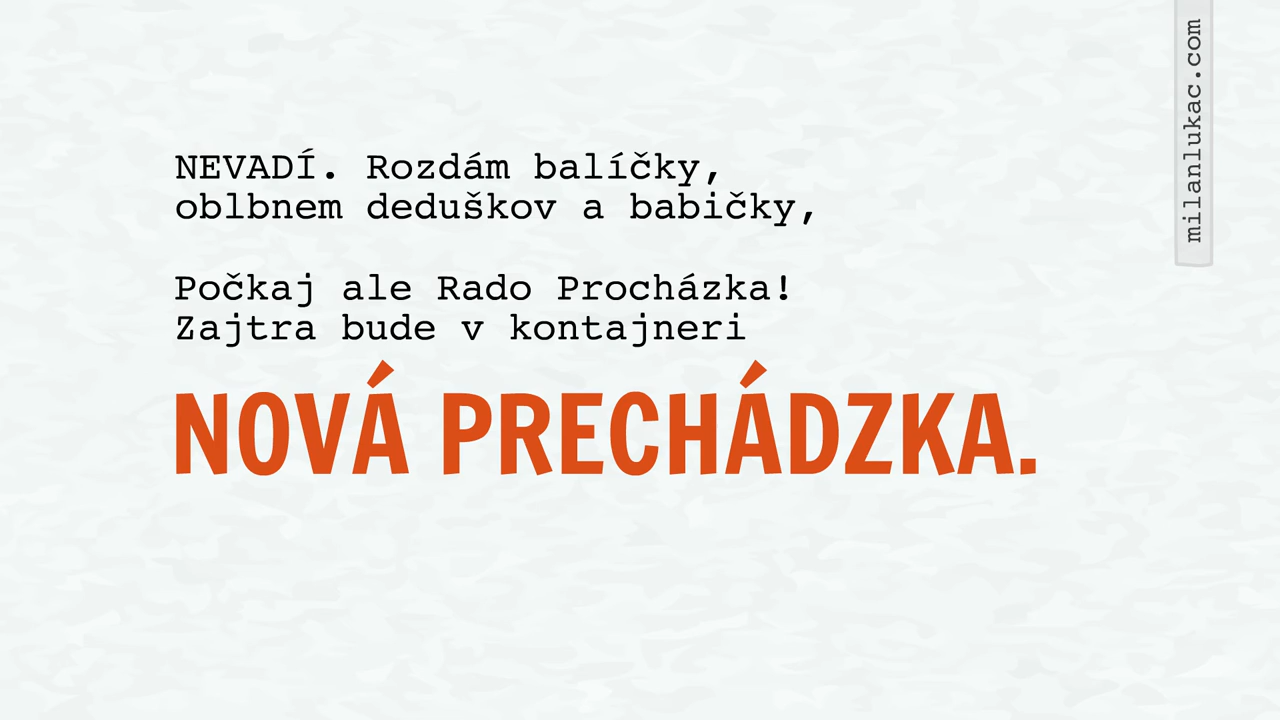 NEVADÍ. Rozdám balíčky,
oblbnem deduškov a babičky,
Počkaj ale Rado Procházka!
Zajtra bude v kontajneri
NOVÁ PRECHÁDZKA.
milanlukac.com